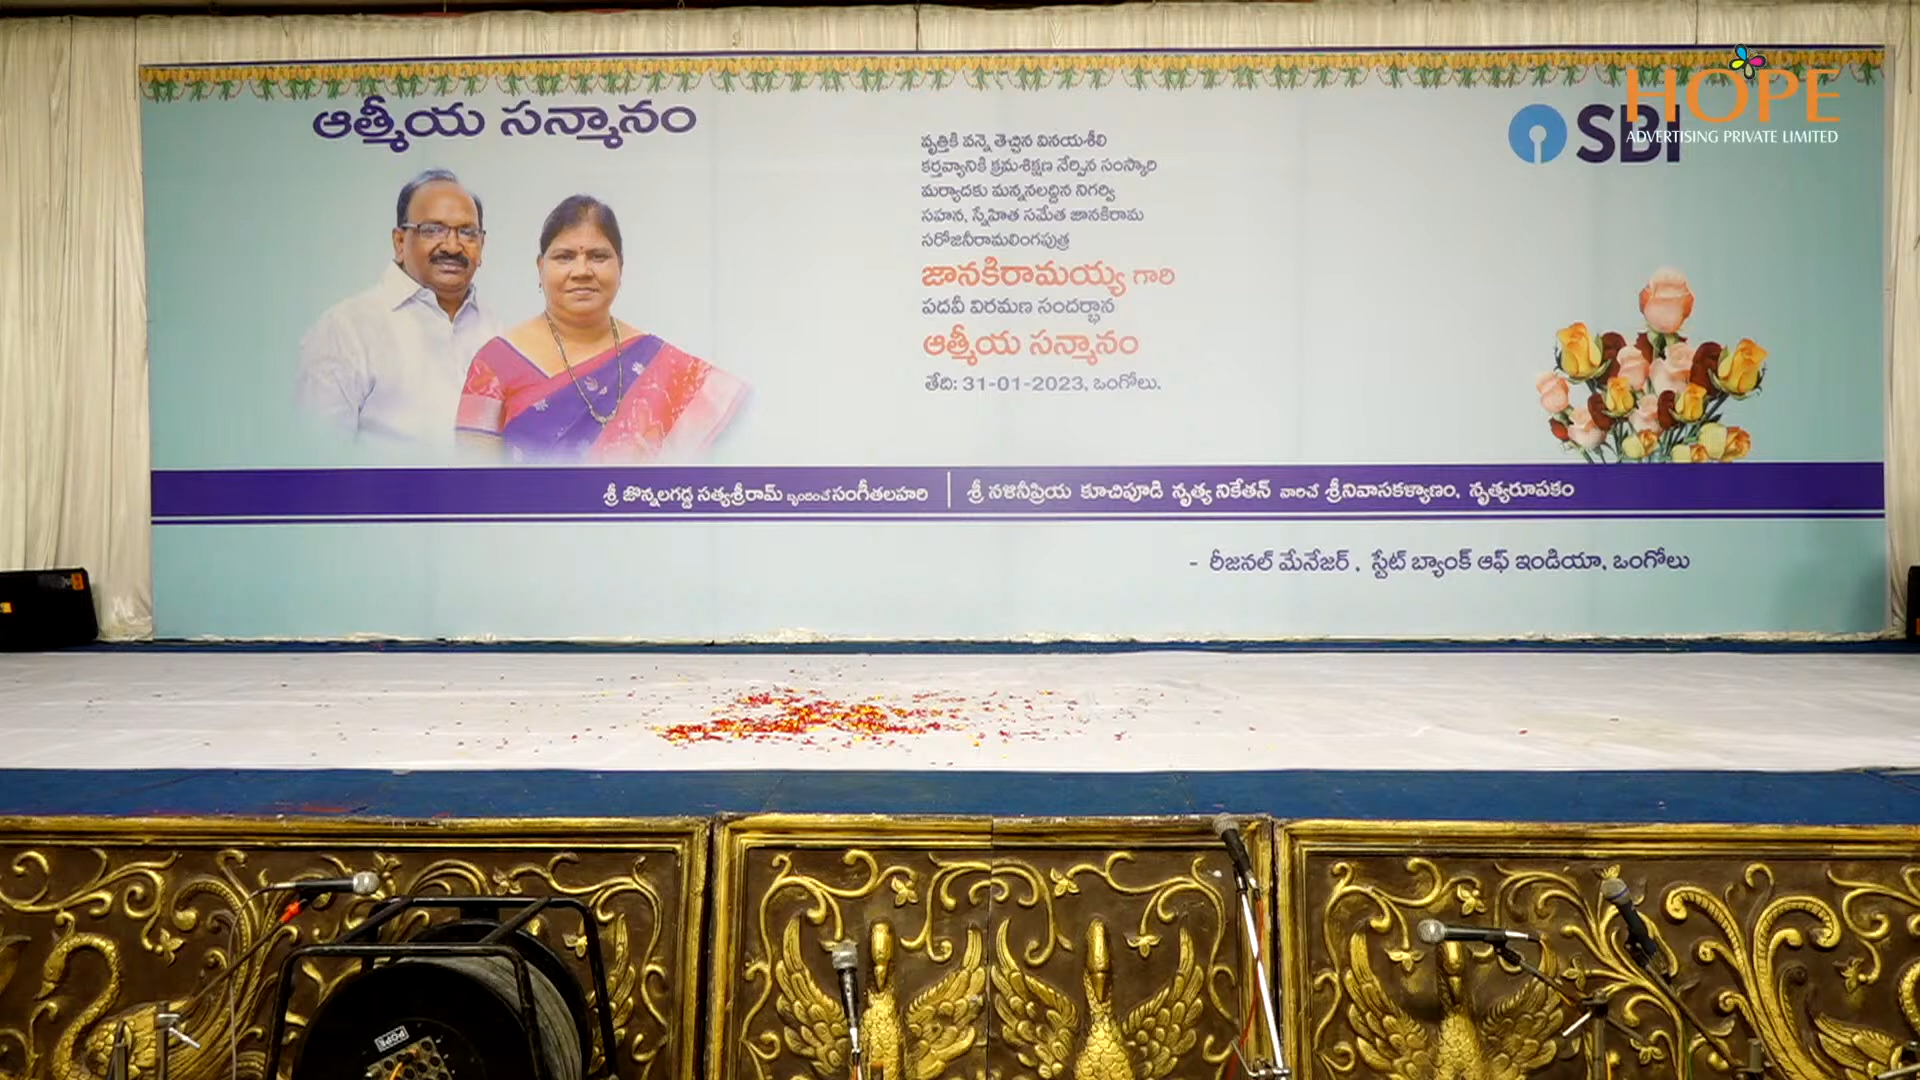 ఆత్మీయ సన్మానం
వృత్తికి వన్నె తెచ్చిన వినయశీలి
కర్తవ్యానికి క్రమశిక్షణ నేర్పిన సంస్కారి
మర్యాదకు మన్ననలద్దిన నిగర్వి
సహన, స్నేహిత సమేత జానకిరామ
సరోజినీరామలింగపుత్ర
జానకిరామయ్య గారి
పదవీ విరమణ సందర్భాన
ఆత్మీయ సన్మానం
తేది: 31-01-2023, ఒంగోలు.
SBI
HOPE
ADVERTISING PRIVATE LIMITED
శ్రీ జొన్నలగడ్డ సత్యశ్రీరామ్ బృందంచే సంగీతలహరి
శ్రీ నళినీప్రియ కూచిపూడి నృత్య నికేతన్ వారిచే శ్రీనివాసకళ్యాణం, నృత్యరూపకం
- రీజనల్ మేనేజర్, స్టేట్ బ్యాంక్ ఆఫ్ ఇండియా, ఒంగోలు
POPE